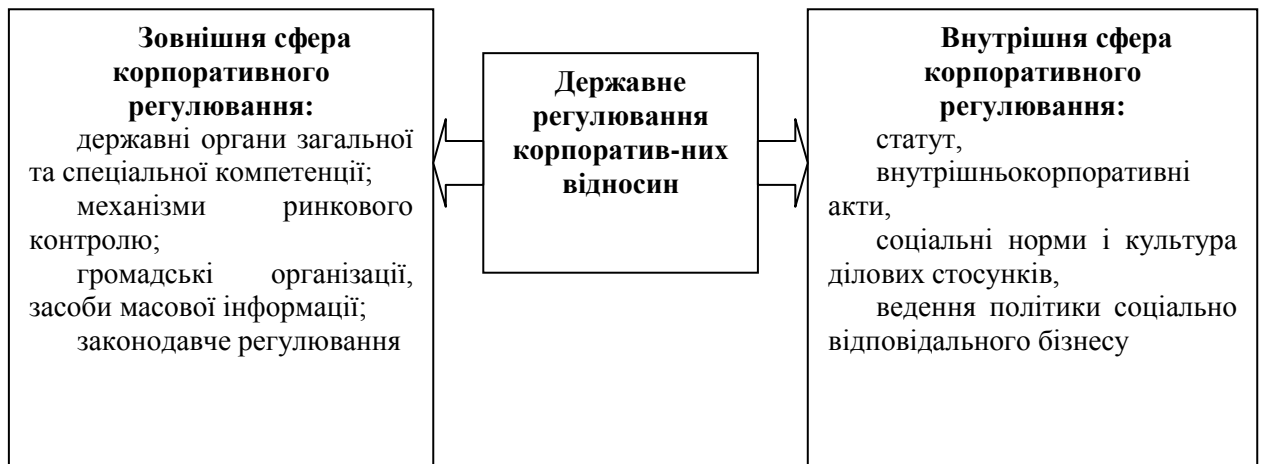 Зовнішня сфера
корпоративного
регулювання:
державні органи загальної
та спеціальної компетенції;
механізми ринкового
контролю;
громадські організації,
засоби масової інформації;
законодавче регулювання
Державне
регулювання
корпоратив-них
відносин
Внутрішня сфера
корпоративного
регулювання:
статут,
внутрішньокорпоративні
акти,
соціальні норми і культура
ділових стосунків,
ведення політики соціально
відповідального бізнесу